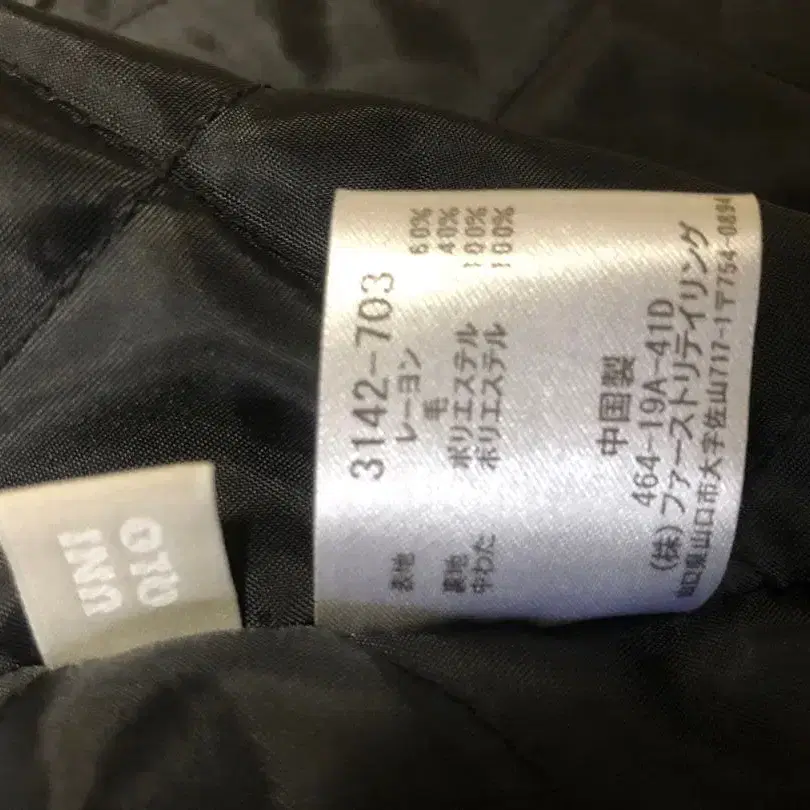 3142-703
表地 レーヨン 60%
毛 40%
裏地 ポリエステル 100%
中わた ポリエステル 100%
中国製
464-19A-41D
(株)ファーストリテイリング
山口県山口市大字佐山717-1〒754-0894
UNI
QLO